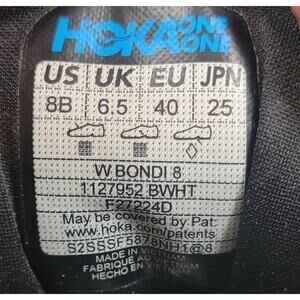 HOKA ONE ONE
US UK EU JPN
8B 6.5 40 25
W BONDI 8
1127952 BWHT
F27224D
May be covered by Pat:
www.hoka.com/patents
S2SSSF5878NH1@8
MADE IN VIETNAM
FABRIQUÉ AU VIETNAM
HECHO EN VIETNAM